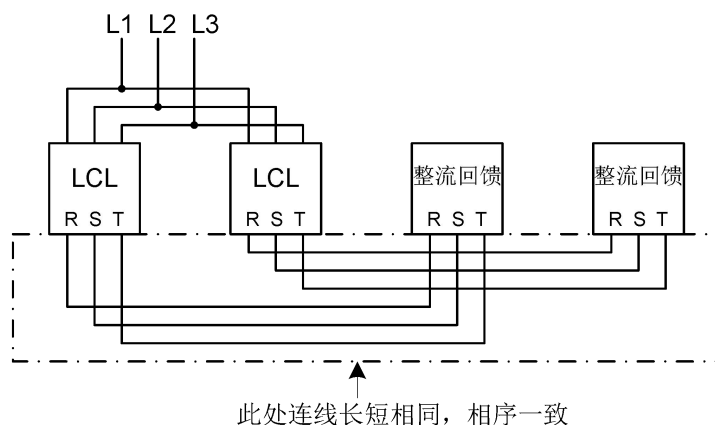 L1 L2 L3
LCL LCL 整流回馈 整流回馈
R S T R S T R S T R S T
此处连线长短相同，相序一致